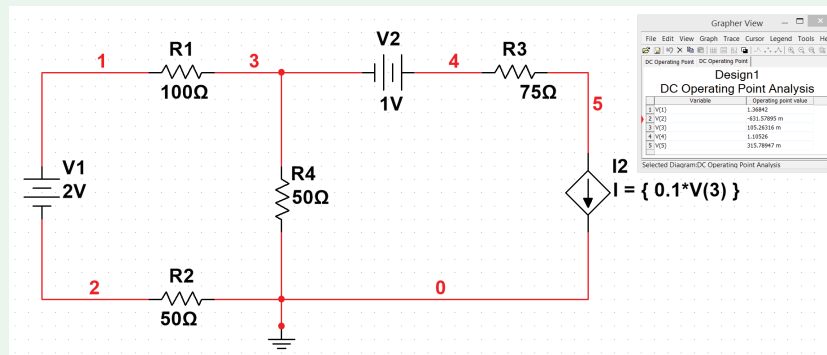 1
R1
100Ω
3
V2
1V
4
R3
75Ω
5
V1
2V
R4
50Ω
I2
I = { 0.1*V(3) }
2
R2
50Ω
0
Grapher View
File Edit View Graph Trace Cursor Legend Tools He
DC Operating Point DC Operating Point
Design1
DC Operating Point Analysis
Variable Operating point value
1 V(1) 1.36842
2 V(2) -631.57895 m
3 V(3) 105.26316 m
4 V(4) 1.10526
5 V(5) 315.78947 m
Selected Diagram:DC Operating Point Analysis